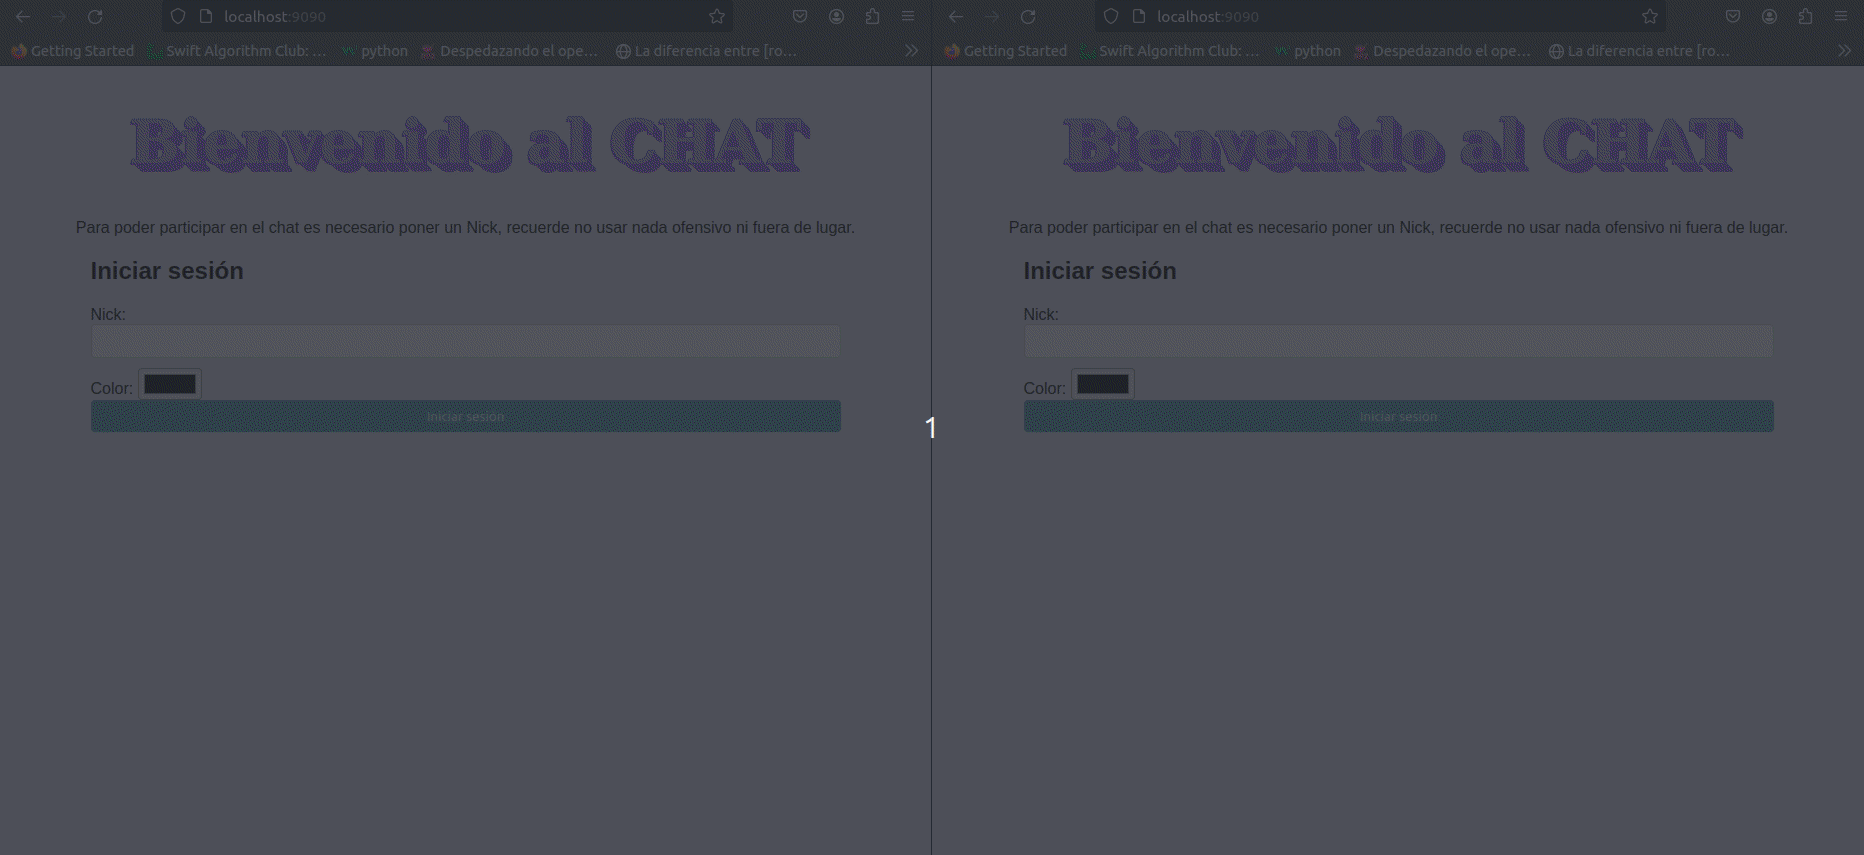 localhost:9090
Getting Started Swift Algorithm Club: ... python Despedazando el ope... La diferencia entre [ro...
Bienvenido al CHAT
Para poder participar en el chat es necesario poner un Nick, recuerde no usar nada ofensivo ni fuera de lugar.
Iniciar sesión
Nick:
Color:
Iniciar sesión
1
localhost:9090
Getting Started Swift Algorithm Club: ... python Despedazando el ope... La diferencia entre [ro...
Bienvenido al CHAT
Para poder participar en el chat es necesario poner un Nick, recuerde no usar nada ofensivo ni fuera de lugar.
Iniciar sesión
Nick:
Color:
Iniciar sesión